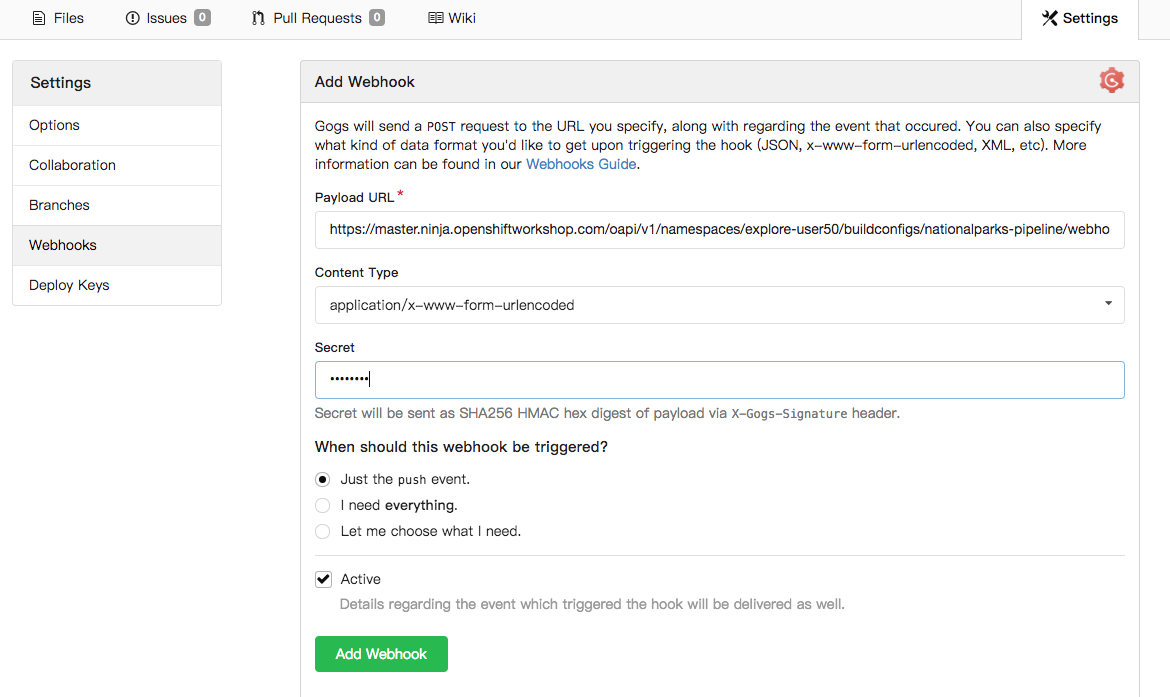 Files
Issues 0
Pull Requests 0
Wiki
Settings
Settings
Options
Collaboration
Branches
Webhooks
Deploy Keys
Add Webhook
Gogs will send a POST request to the URL you specify, along with regarding the event that occured. You can also specify
what kind of data format you'd like to get upon triggering the hook (JSON, x-www-form-urlencoded, XML, etc). More
information can be found in our Webhooks Guide.
Payload URL*
https://master.ninja.openshiftworkshop.com/oapi/v1/namespaces/explore-user50/buildconfigs/nationalparks-pipeline/webho
Content Type
application/x-www-form-urlencoded
Secret
••••••••
Secret will be sent as SHA256 HMAC hex digest of payload via X-Gogs-Signature header.
When should this webhook be triggered?
Just the push event.
I need everything.
Let me choose what I need.
Active
Details regarding the event which triggered the hook will be delivered as well.
Add Webhook